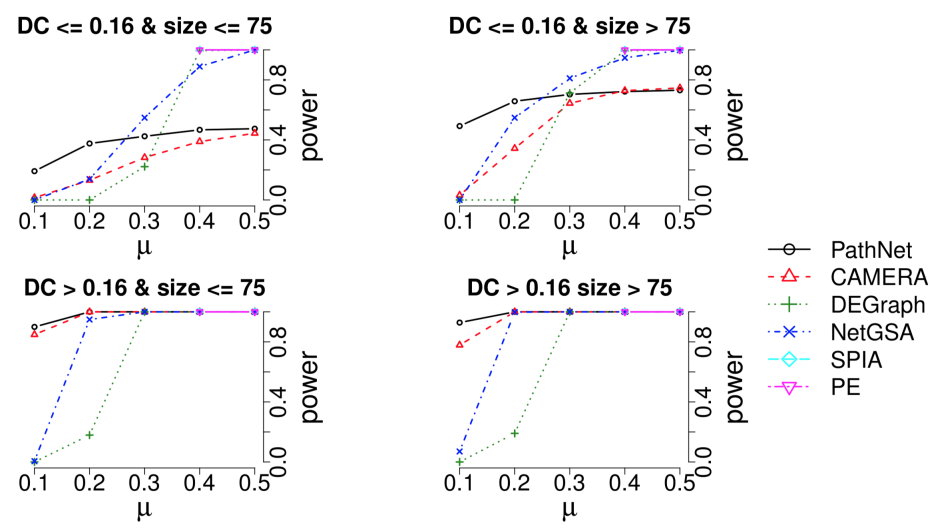 DC <= 0.16 & size <= 75
0.0 0.4 0.8
power
0.1 0.2 0.3 0.4 0.5
μ
DC <= 0.16 & size > 75
0.0 0.4 0.8
power
0.1 0.2 0.3 0.4 0.5
μ
DC > 0.16 & size <= 75
0.0 0.4 0.8
power
0.1 0.2 0.3 0.4 0.5
μ
DC > 0.16 size > 75
0.0 0.4 0.8
power
0.1 0.2 0.3 0.4 0.5
μ
PathNet
CAMERA
DEGraph
NetGSA
SPIA
PE